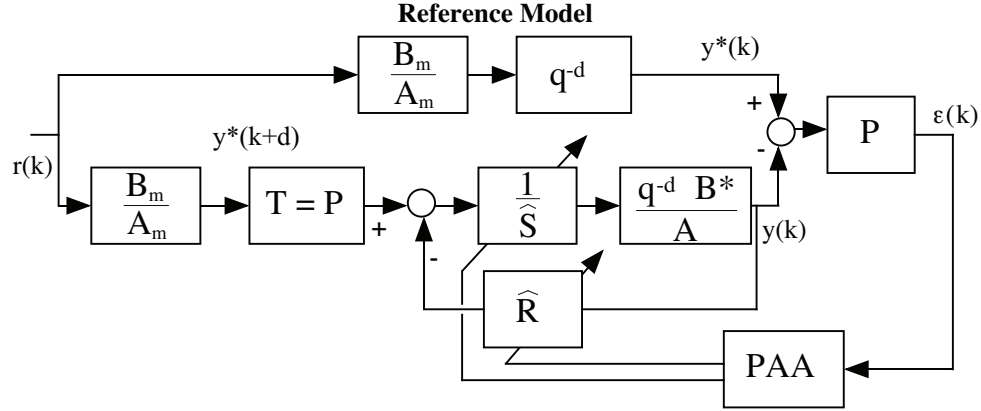 Reference Model
B_m
A_m
q^-d
y*(k)
+
-
P
ε(k)
r(k)
y*(k+d)
B_m
A_m
T = P
+
-
1
Ŝ
q^-d B*
A
y(k)
R̂
PAA